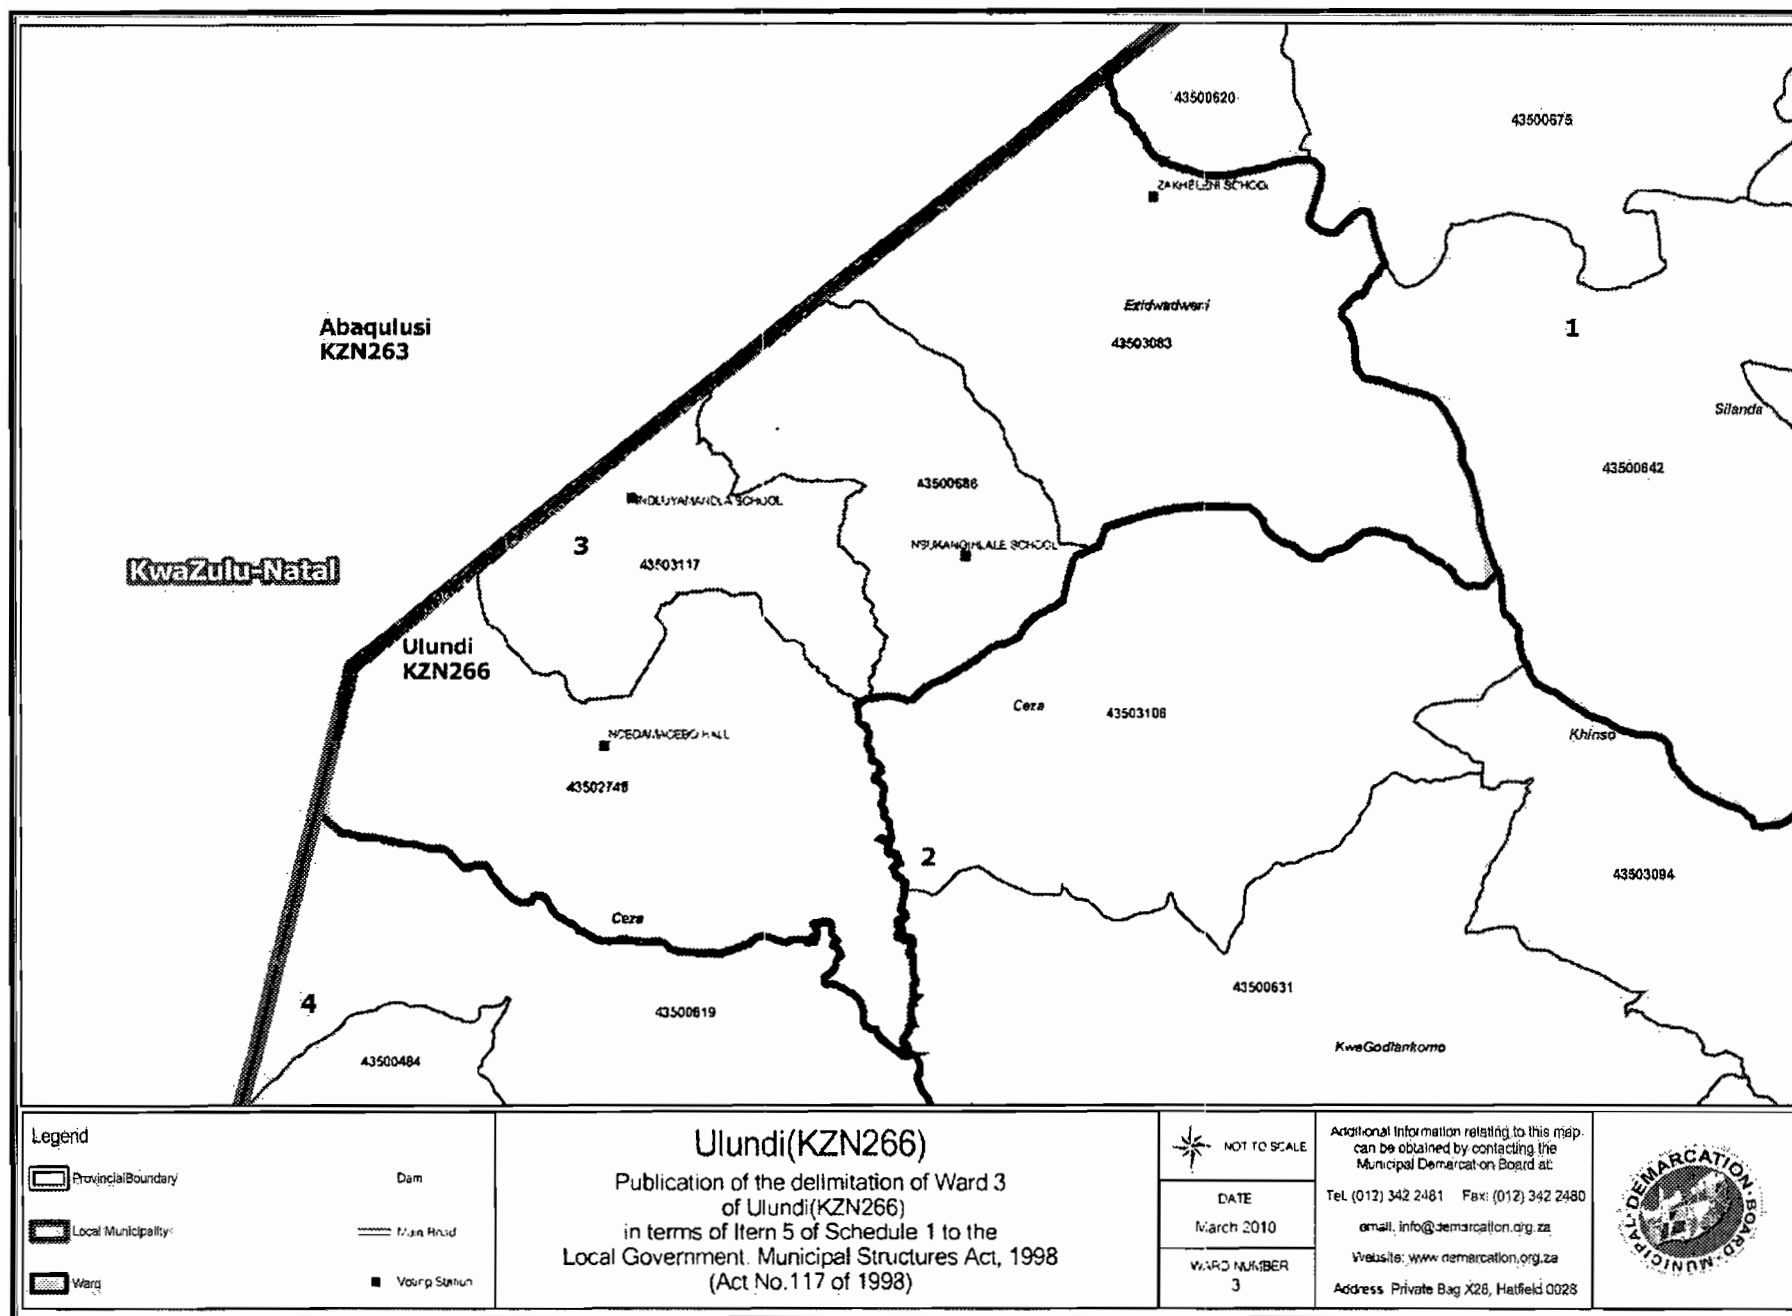 43500620
43500675
ZAKHELENI SCHOOL
Ezidwadweni
43503083
1
Abaqulusi
KZN263
Silanda
43500642
43500686
NDLUYAMANDLA SCHOOL
3
43503117
NSUKANGIHLALE SCHOOL
KwaZulu-Natal
Ulundi
KZN266
Ceza
43503106
Khinso
HALL
43502746
2
43503094
Ceza
4
43500619
43500631
43500484
KwaGodlankomo
Legend
Provincial Boundary
Dam
Local Municipality
Main Road
Ward
Voting Station
Ulundi(KZN266)
Publication of the delimitation of Ward 3
of Ulundi(KZN266)
in terms of Item 5 of Schedule 1 to the
Local Government. Municipal Structures Act, 1998
(Act No.117 of 1998)
NOT TO SCALE
DATE
March 2010
WARD NUMBER
3
Additional Information relating to this map
can be obtained by contacting the
Municipal Demarcation Board at:
Tel. (012) 342 2481 Fax: (012) 342 2480
email. info@demarcation.org.za
Website: www.demarcation.org.za
Address Private Bag X28, Hatfield 0028
MUNICIPAL DEMARCATION BOARD